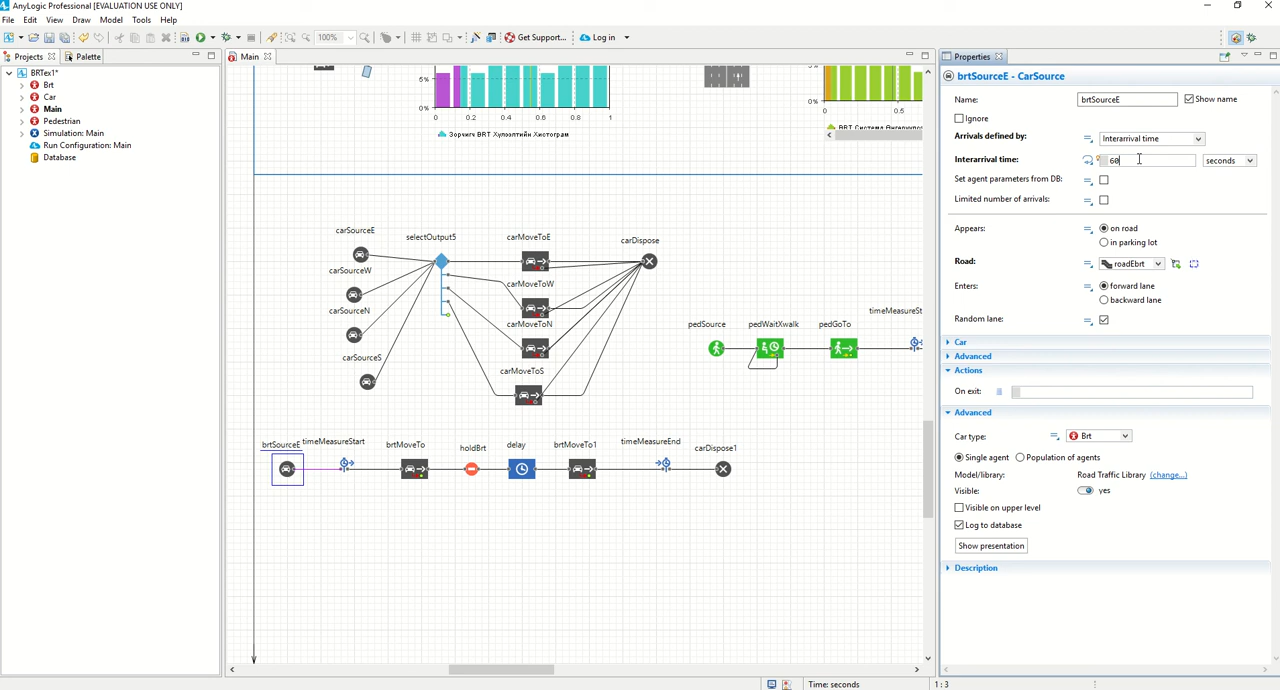 AnyLogic Professional [EVALUATION USE ONLY]
File Edit View Draw Model Tools Help
100% Get Support... Log in
Projects Palette
BRTex1*
Brt
Car
Main
Pedestrian
Simulation: Main
Run Configuration: Main
Database
Main
5%
0%
0 0.2 0.4 0.6 0.8 1
Зорчигч BRT Хүлээлтийн Хистограм
0%
0 0.5
carSourceE
selectOutput5
carMoveToE
carDispose
carSourceW
carMoveToW
carSourceN
carMoveToN
carSourceS
carMoveToS
pedSource
pedWaitXwalk
pedGoTo
timeMeasureSt
brtSourceE
timeMeasureStart
brtMoveTo
holdBrt
delay
brtMoveTo1
timeMeasureEnd
carDispose1
Properties
brtSourceE - CarSource
Name: brtSourceE Show name
Ignore
Arrivals defined by: Interarrival time
Interarrival time: 60 seconds
Set agent parameters from DB:
Limited number of arrivals:
Appears: on road
in parking lot
Road: roadEbrt
Enters: forward lane
backward lane
Random lane:
Car
Advanced
Actions
On exit:
Advanced
Car type: Brt
Single agent Population of agents
Model/library: Road Traffic Library (change...)
Visible: yes
Visible on upper level
Log to database
Show presentation
Description
Time: seconds
1 : 3